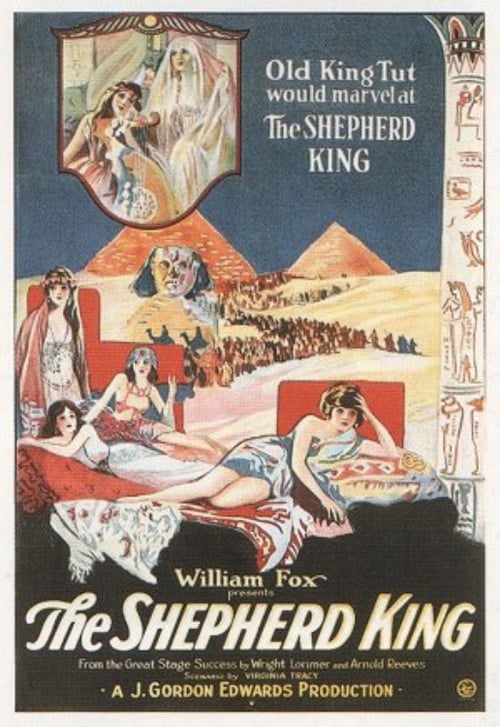 Old King Tut
would marvel at
The SHEPHERD
KING
William Fox
presents
The SHEPHERD KING
From the Great Stage Success by Wright Lorimer and Arnold Reeves
Scenario by VIRGINIA TRACY
· A J. GORDON EDWARDS PRODUCTION ·